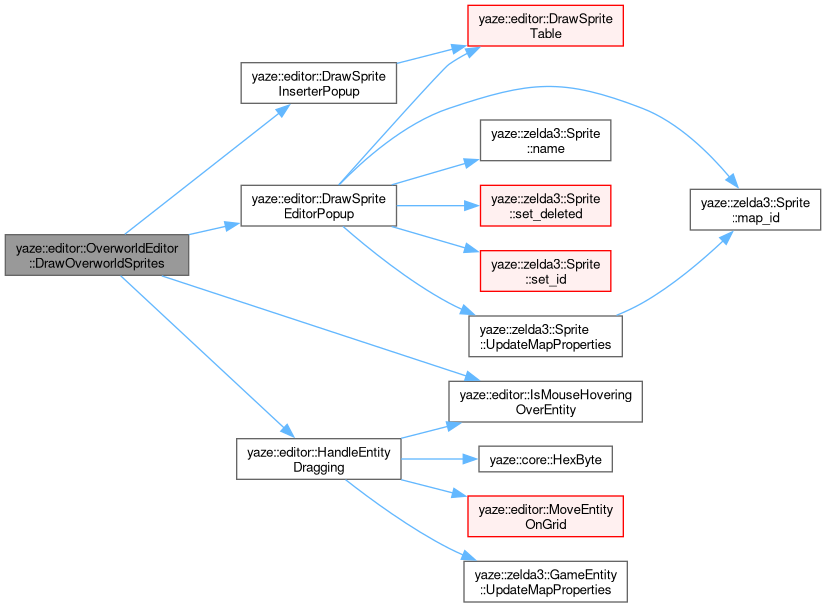 yaze::editor::OverworldEditor
::DrawOverworldSprites
yaze::editor::DrawSprite
InserterPopup
yaze::editor::DrawSprite
Table
yaze::editor::DrawSprite
EditorPopup
yaze::zelda3::Sprite
::name
yaze::zelda3::Sprite
::set_deleted
yaze::zelda3::Sprite
::set_id
yaze::zelda3::Sprite
::UpdateMapProperties
yaze::zelda3::Sprite
::map_id
yaze::editor::IsMouseHovering
OverEntity
yaze::editor::HandleEntity
Dragging
yaze::core::HexByte
yaze::editor::MoveEntity
OnGrid
yaze::zelda3::GameEntity
::UpdateMapProperties